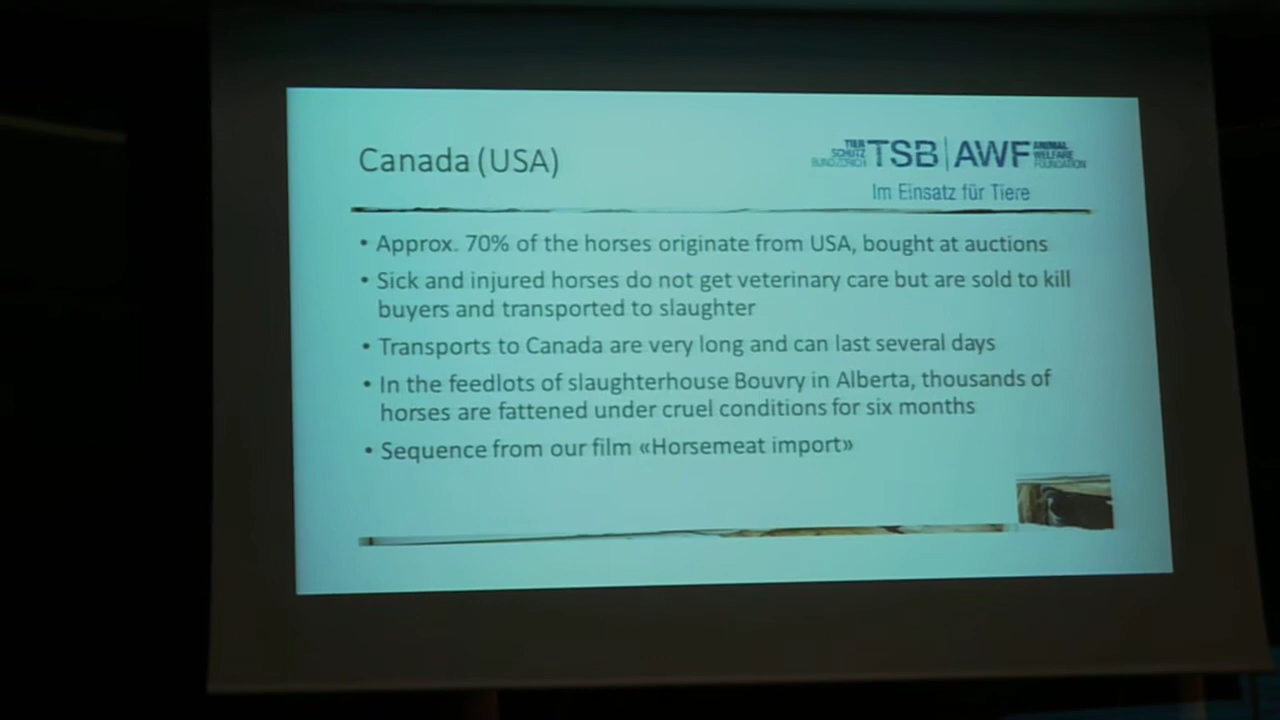 Canada (USA)
TIER
SCHUTZ
BUND ZÜRICH
TSB | AWF
ANIMAL
WELFARE
FOUNDATION
Im Einsatz für Tiere
• Approx. 70% of the horses originate from USA, bought at auctions
• Sick and injured horses do not get veterinary care but are sold to kill
buyers and transported to slaughter
• Transports to Canada are very long and can last several days
• In the feedlots of slaughterhouse Bouvry in Alberta, thousands of
horses are fattened under cruel conditions for six months
• Sequence from our film «Horsemeat import»